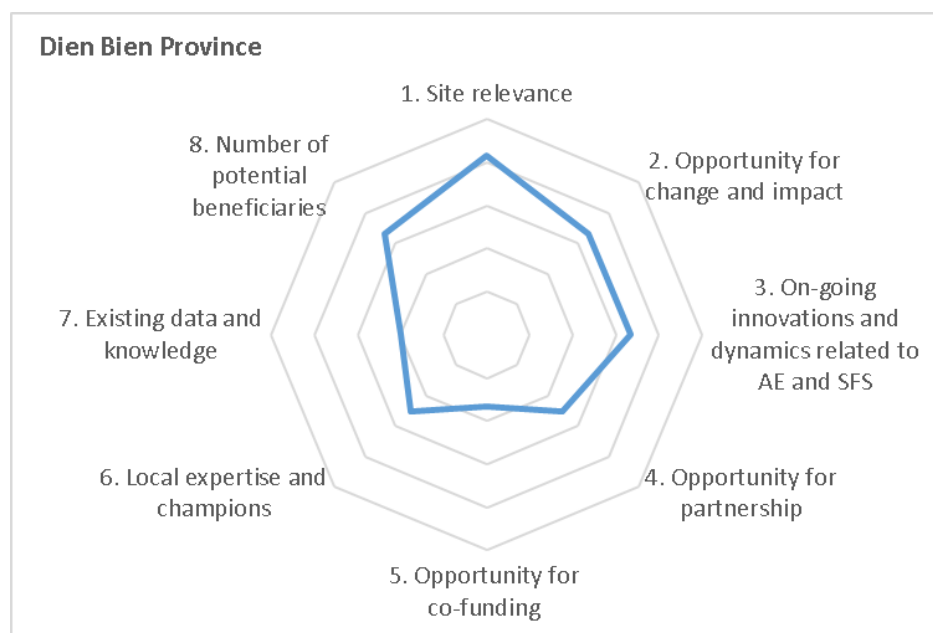 Dien Bien Province
1. Site relevance
2. Opportunity for
change and impact
3. On-going
innovations and
dynamics related to
AE and SFS
4. Opportunity for
partnership
5. Opportunity for
co-funding
6. Local expertise and
champions
7. Existing data and
knowledge
8. Number of
potential
beneficiaries